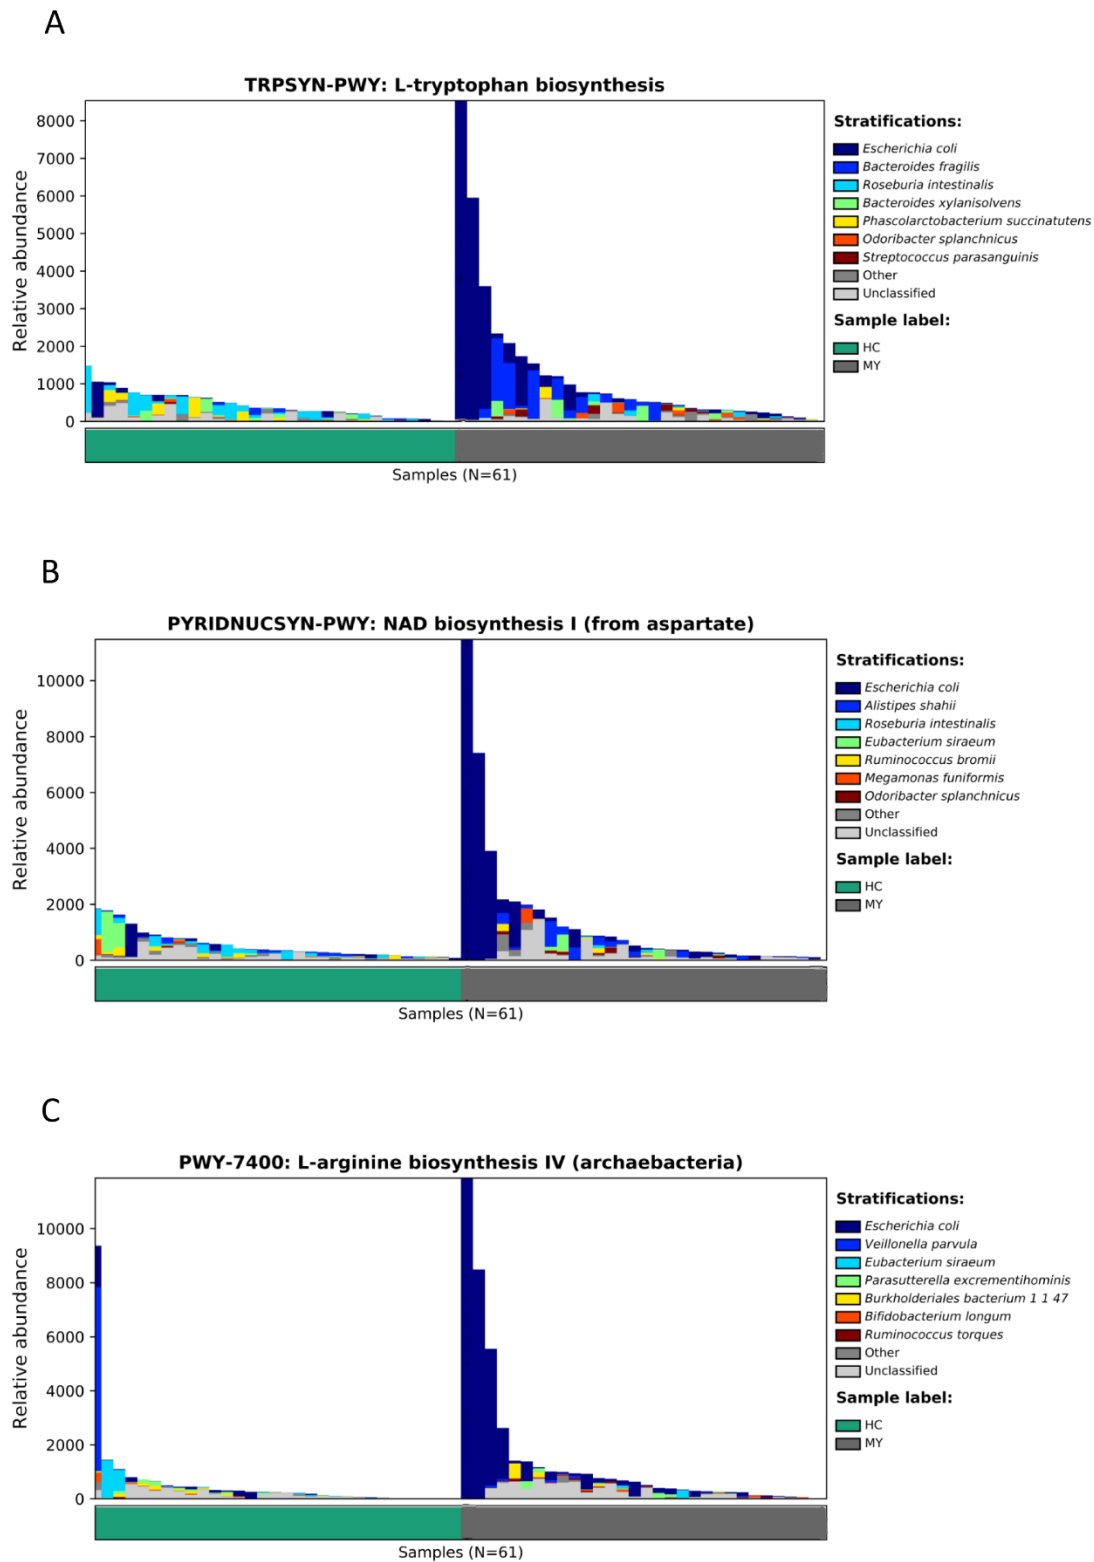 A
TRPSYN-PWY: L-tryptophan biosynthesis
Relative abundance
8000
7000
6000
5000
4000
3000
2000
1000
0
Samples (N=61)
Stratifications:
Escherichia coli
Bacteroides fragilis
Roseburia intestinalis
Bacteroides xylanisolvens
Phascolarctobacterium succinatutens
Odoribacter splanchnicus
Streptococcus parasanguinis
Other
Unclassified
Sample label:
HC
MY
B
PYRIDNUCSYN-PWY: NAD biosynthesis I (from aspartate)
Relative abundance
10000
8000
6000
4000
2000
0
Samples (N=61)
Stratifications:
Escherichia coli
Alistipes shahii
Roseburia intestinalis
Eubacterium siraeum
Ruminococcus bromii
Megamonas funiformis
Odoribacter splanchnicus
Other
Unclassified
Sample label:
HC
MY
C
PWY-7400: L-arginine biosynthesis IV (archaebacteria)
Relative abundance
10000
8000
6000
4000
2000
0
Samples (N=61)
Stratifications:
Escherichia coli
Veillonella parvula
Eubacterium siraeum
Parasutterella excrementihominis
Burkholderiales bacterium 1 1 47
Bifidobacterium longum
Ruminococcus torques
Other
Unclassified
Sample label:
HC
MY